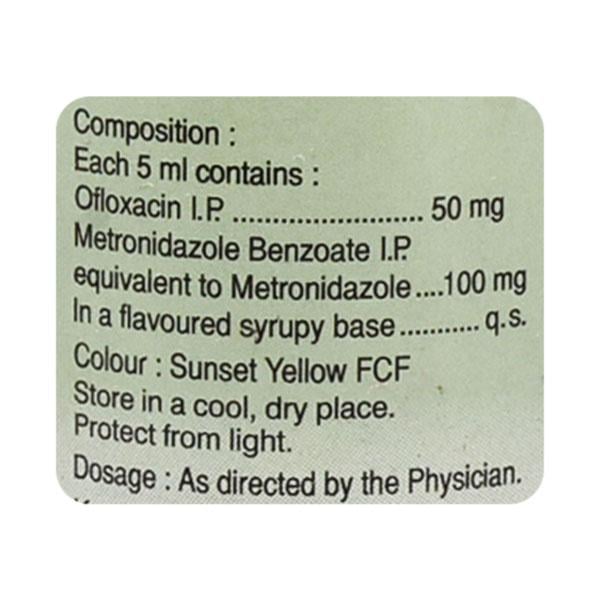 Composition :
Each 5 ml contains :
Ofloxacin I.P. ........................ 50 mg
Metronidazole Benzoate I.P.
equivalent to Metronidazole ....100 mg
In a flavoured syrupy base ........... q.s.
Colour : Sunset Yellow FCF
Store in a cool, dry place.
Protect from light.
Dosage : As directed by the Physician.